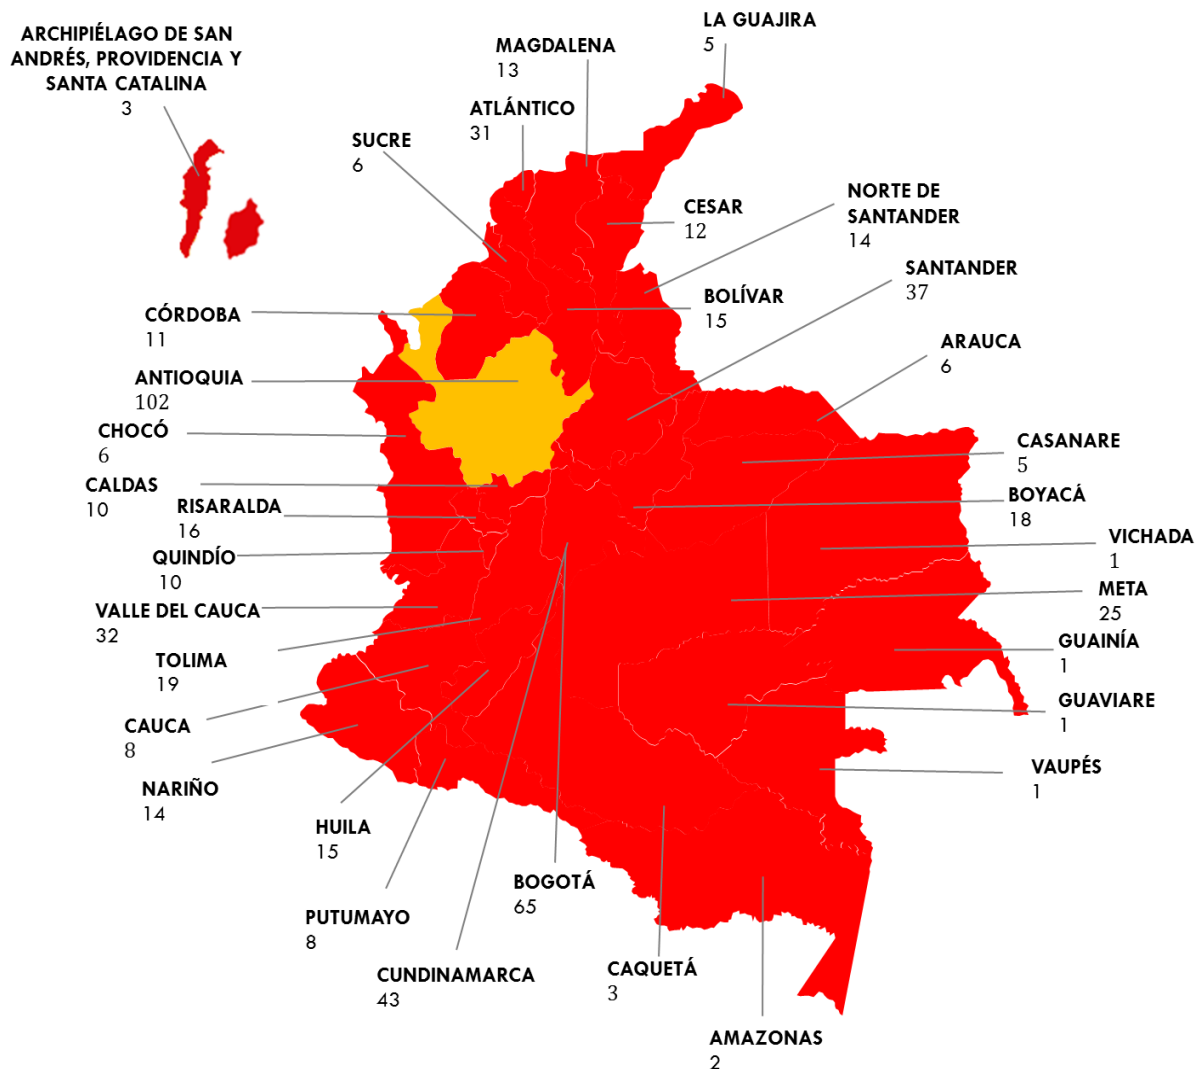 ARCHIPIÉLAGO DE SAN
ANDRÉS, PROVIDENCIA Y
SANTA CATALINA
3
LA GUAJIRA
5
MAGDALENA
13
ATLÁNTICO
31
SUCRE
6
CESAR
12
NORTE DE
SANTANDER
14
SANTANDER
37
BOLÍVAR
15
CÓRDOBA
11
ARAUCA
6
ANTIOQUIA
102
CHOCÓ
6
CASANARE
5
CALDAS
10
BOYACÁ
18
RISARALDA
16
VICHADA
1
QUINDÍO
10
META
25
VALLE DEL CAUCA
32
GUAINÍA
1
TOLIMA
19
GUAVIARE
1
CAUCA
8
VAUPÉS
1
NARIÑO
14
HUILA
15
BOGOTÁ
65
PUTUMAYO
8
CUNDINAMARCA
43
CAQUETÁ
3
AMAZONAS
2